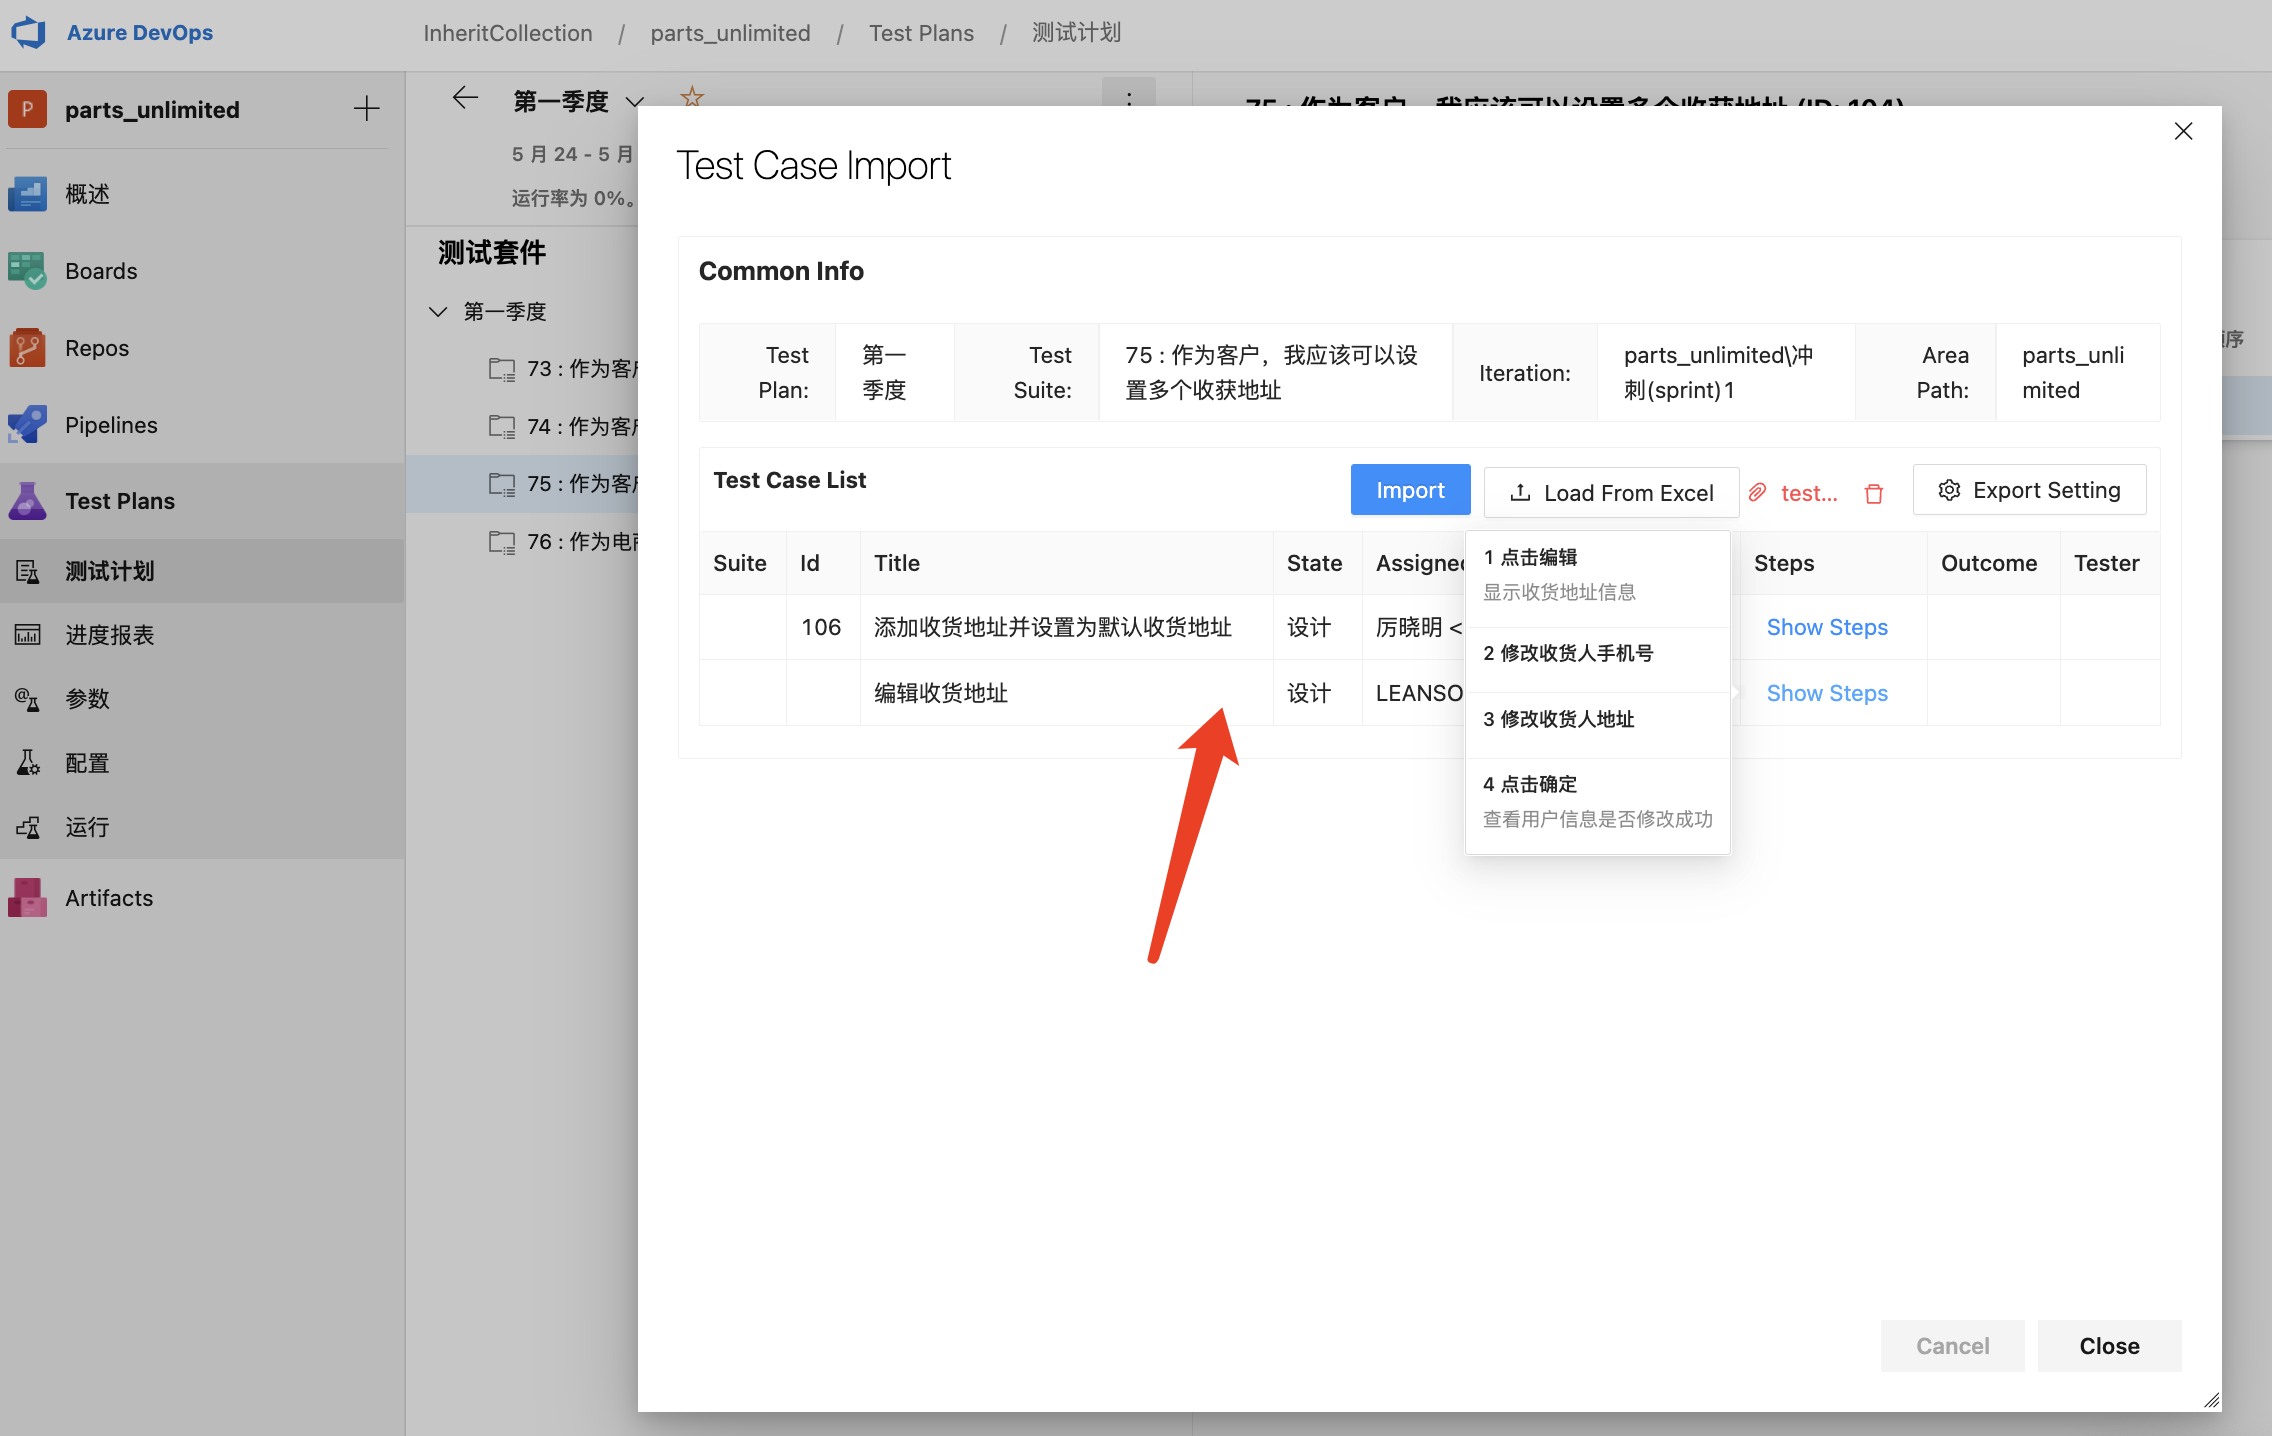 Azure DevOps
InheritCollection / parts_unlimited / Test Plans / 测试计划
P parts_unlimited
概述
Boards
Repos
Pipelines
Test Plans
测试计划
进度报表
参数
配置
运行
Artifacts
第一季度
5 月 24 - 5 月
运行率为 0%。
测试套件
第一季度
73 : 作为客户
74 : 作为客户
75 : 作为客户
76 : 作为电商
75 : 作为客户，我应该可以设置多个收获地址 (ID: 104)
顺序
Test Case Import
Common Info
Test Plan:
第一季度
Test Suite:
75 : 作为客户，我应该可以设置多个收获地址
Iteration:
parts_unlimited\冲刺(sprint)1
Area Path:
parts_unlimited
Test Case List
Import
Load From Excel
test...
Export Setting
Suite Id Title State Assigned Steps Outcome Tester
106 添加收货地址并设置为默认收货地址 设计 厉晓明 < Show Steps
编辑收货地址 设计 LEANSO Show Steps
1 点击编辑
显示收货地址信息
2 修改收货人手机号
3 修改收货人地址
4 点击确定
查看用户信息是否修改成功
Cancel
Close